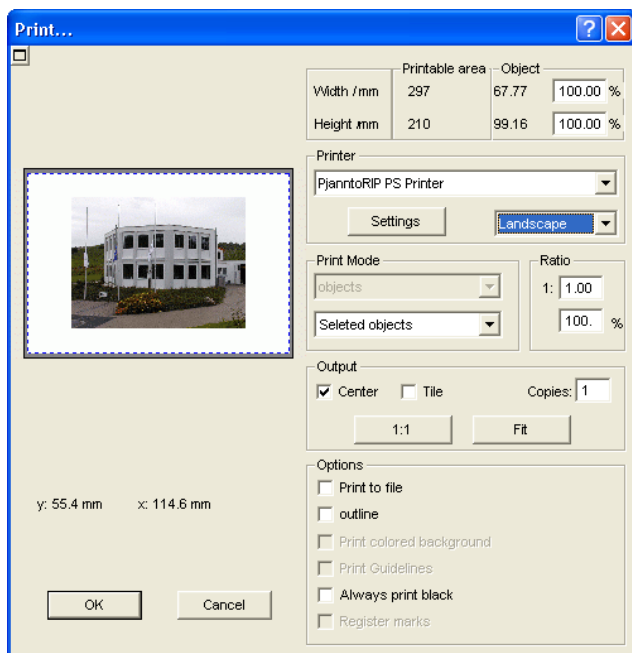 Print...
Printable area Object
Width /mm 297 67.77 100.00 %
Height /mm 210 99.16 100.00 %
Printer
PjanntoRIP PS Printer
Settings Landscape
Print Mode Ratio
objects 1: 1.00
Seleted objects 100. %
Output
Center Tile Copies: 1
1:1 Fit
Options
Print to file
outline
Print colored background
Print Guidelines
Always print black
Register marks
y: 55.4 mm x: 114.6 mm
OK Cancel